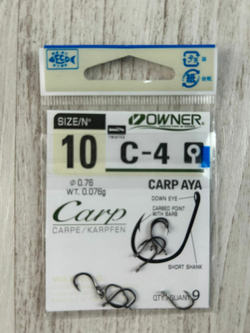 ECO
SIZE/N°
OWNER
10
C-4
Ø 0.76
WT. 0.076g
CARP AYA
DOWN EYE
CARBED POINT
WITH BARB
Carp
CARPE/KARPFEN
SHORT SHANK
QTY./QUANT. 9